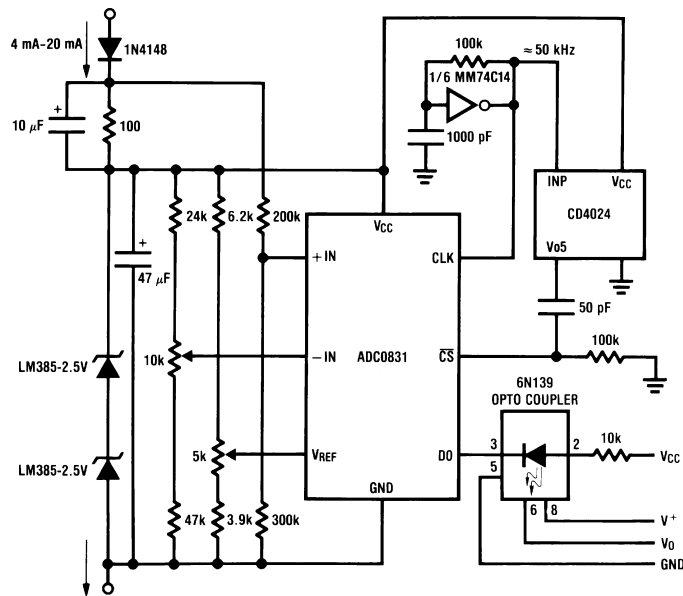 4 mA-20 mA
1N4148
10 μF
+
100
100k
≈ 50 kHz
1/6 MM74C14
1000 pF
INP
VCC
CD4024
VO5
24k
6.2k
200k
VCC
+
47 μF
+ IN
CLK
50 pF
LM385-2.5V
10k
− IN
ADC0831
CS
100k
6N139
OPTO COUPLER
LM385-2.5V
5k
VREF
DO
3
2
10k
VCC
5
GND
6
8
47k
3.9k
300k
V+
VO
GND